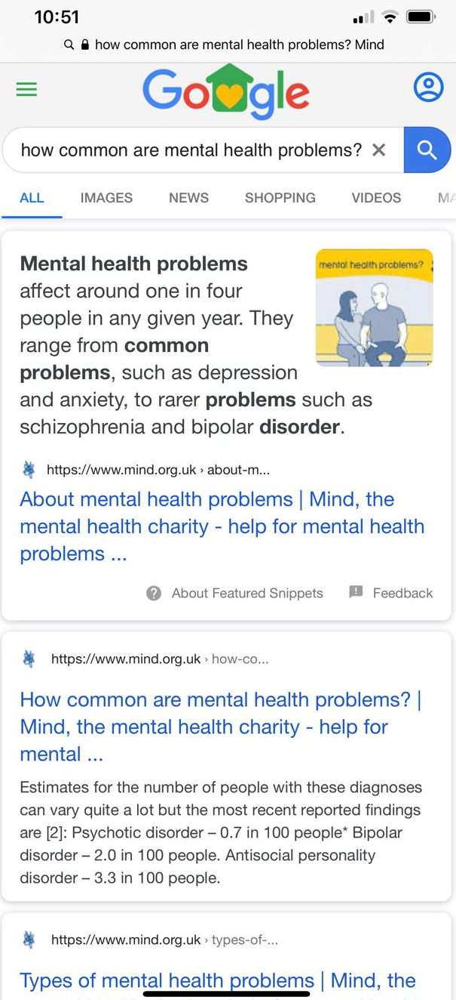 10:51
how common are mental health problems? Mind
Google
how common are mental health problems?
ALL IMAGES NEWS SHOPPING VIDEOS MA
Mental health problems
affect around one in four
people in any given year. They
range from common
problems, such as depression
and anxiety, to rarer problems such as
schizophrenia and bipolar disorder.
mental health problems?
https://www.mind.org.uk › about-m...
About mental health problems | Mind, the
mental health charity - help for mental health
problems ...
About Featured Snippets Feedback
https://www.mind.org.uk › how-co...
How common are mental health problems? |
Mind, the mental health charity - help for
mental ...
Estimates for the number of people with these diagnoses
can vary quite a lot but the most recent reported findings
are [2]: Psychotic disorder – 0.7 in 100 people* Bipolar
disorder – 2.0 in 100 people. Antisocial personality
disorder – 3.3 in 100 people.
https://www.mind.org.uk › types-of-...
Types of mental health problems | Mind, the